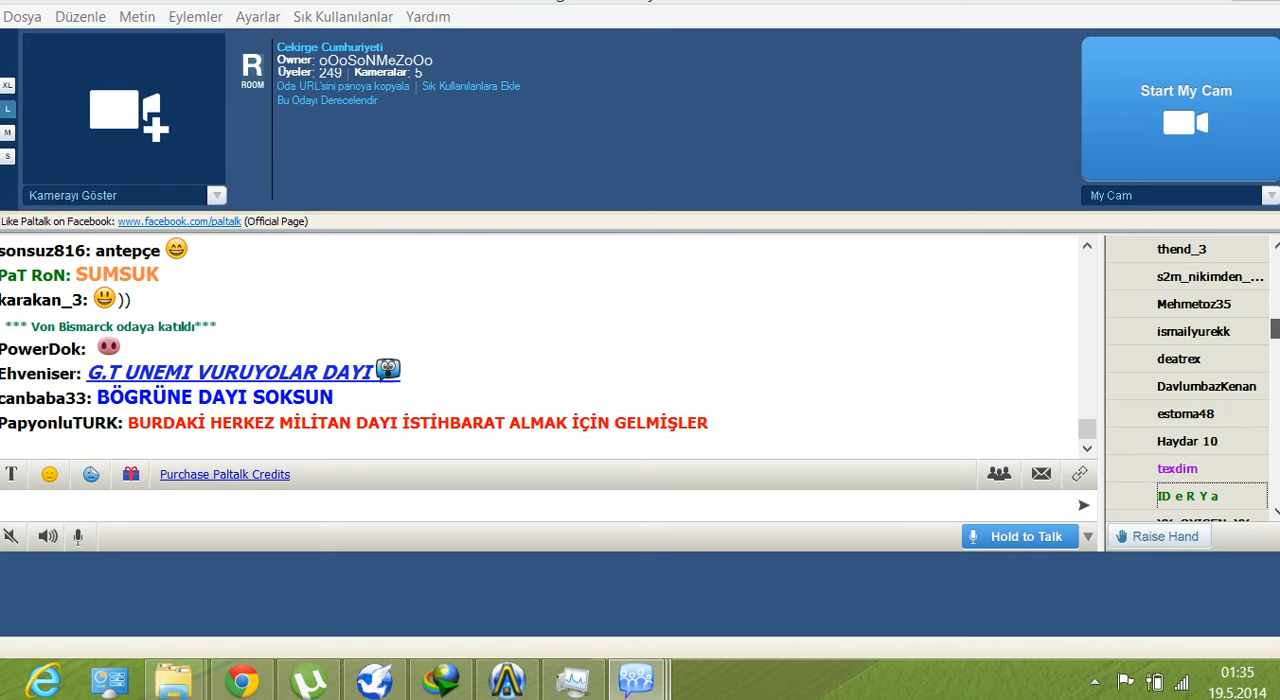 Dosya Düzenle Metin Eylemler Ayarlar Sık Kullanılanlar Yardım
XL
L
M
S
Kamerayı Göster
R
ROOM
Cekirge Cumhuriyeti
Owner: oOoSoNMeZoOo
Üyeler: 249 | Kameralar: 5
Oda URL'sini panoya kopyala | Sık Kullanılanlara Ekle
Bu Odayı Derecelendir
Start My Cam
My Cam
Like Paltalk on Facebook: www.facebook.com/paltalk (Official Page)
sonsuz816: antepçe
PaT RoN: SUMSUK
karakan_3: ))
*** Von Bismarck odaya katıldı***
PowerDok:
Ehveniser: G.T UNEMI VURUYOLAR DAYI
canbaba33: BÖGRÜNE DAYI SOKSUN
PapyonluTURK: BURDAKİ HERKEZ MİLİTAN DAYI İSTİHBARAT ALMAK İÇİN GELMİŞLER
thend_3
s2m_nikimden_...
Mehmetoz35
ismailyurekk
deatrex
DavlumbazKenan
estoma48
Haydar 10
texdim
ID e R Y a
T Purchase Paltalk Credits
Hold to Talk
Raise Hand
01:35
19.5.2014